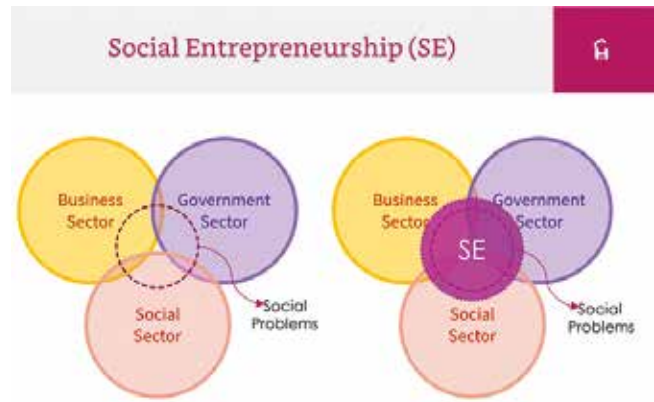 Social Entrepreneurship (SE)
Business
Sector
Government
Sector
Social
Sector
Social
Problems
Business
Sector
Government
Sector
SE
Social
Sector
Social
Problems